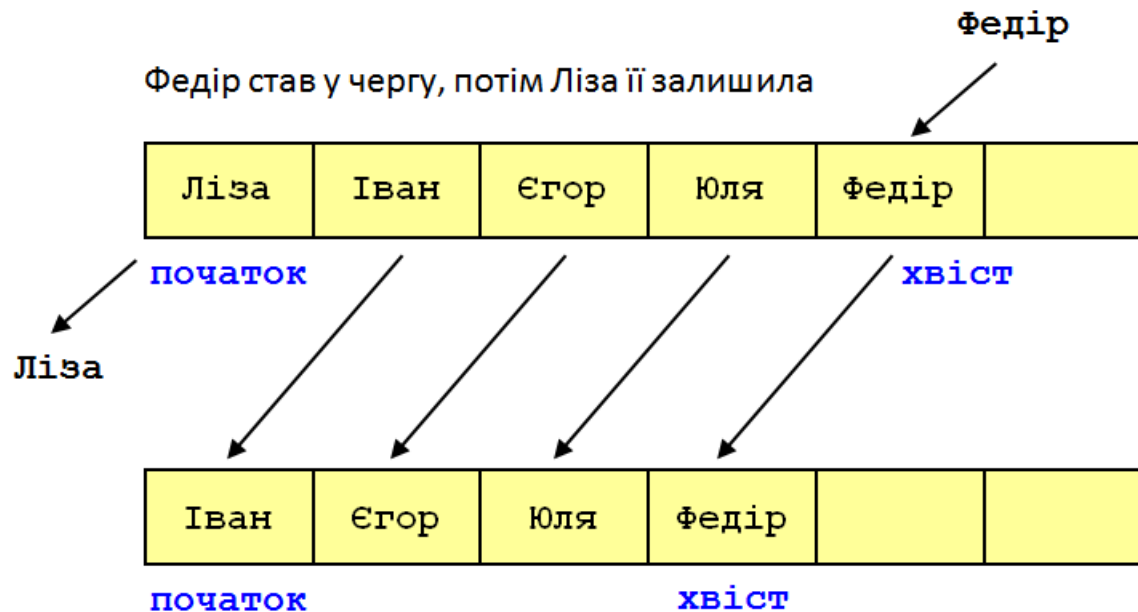 Федір
Федір став у чергу, потім Ліза її залишила
Ліза Іван Єгор Юля Федір
початок хвіст
Ліза
Іван Єгор Юля Федір
початок хвіст